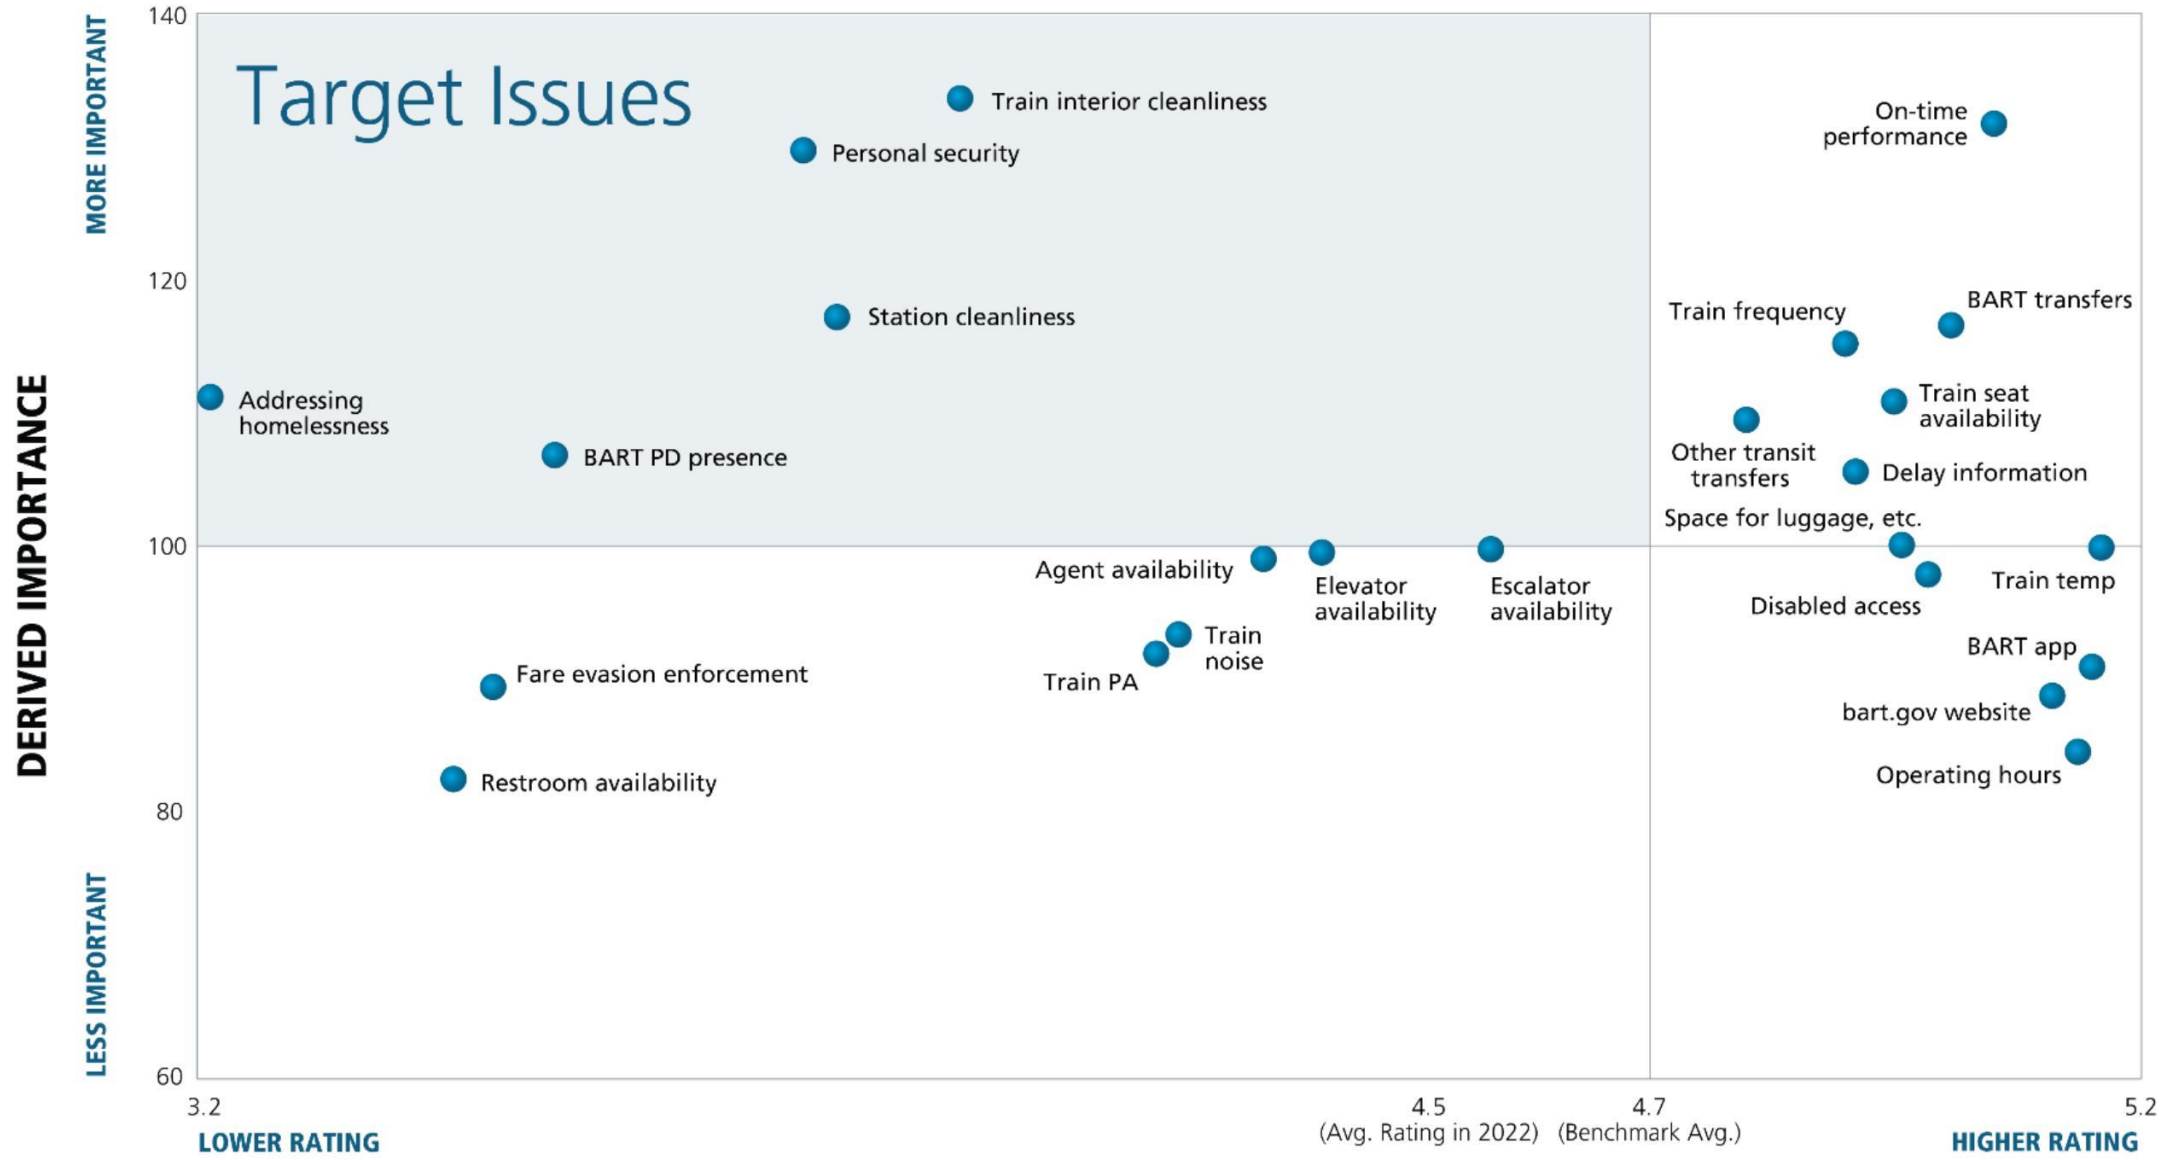 140
MORE IMPORTANT
Target Issues
Train interior cleanliness
Personal security
On-time
performance
120
Station cleanliness
Train frequency
BART transfers
Addressing
homelessness
BART PD presence
Train seat
availability
Other transit
transfers
Delay information
Space for luggage, etc.
DERIVED IMPORTANCE
100
Agent availability
Elevator
availability
Escalator
availability
Disabled access
Train temp
Train
noise
Train PA
Fare evasion enforcement
BART app
bart.gov website
Restroom availability
Operating hours
80
LESS IMPORTANT
60
3.2
4.5
4.7
5.2
(Avg. Rating in 2022)
(Benchmark Avg.)
LOWER RATING
HIGHER RATING